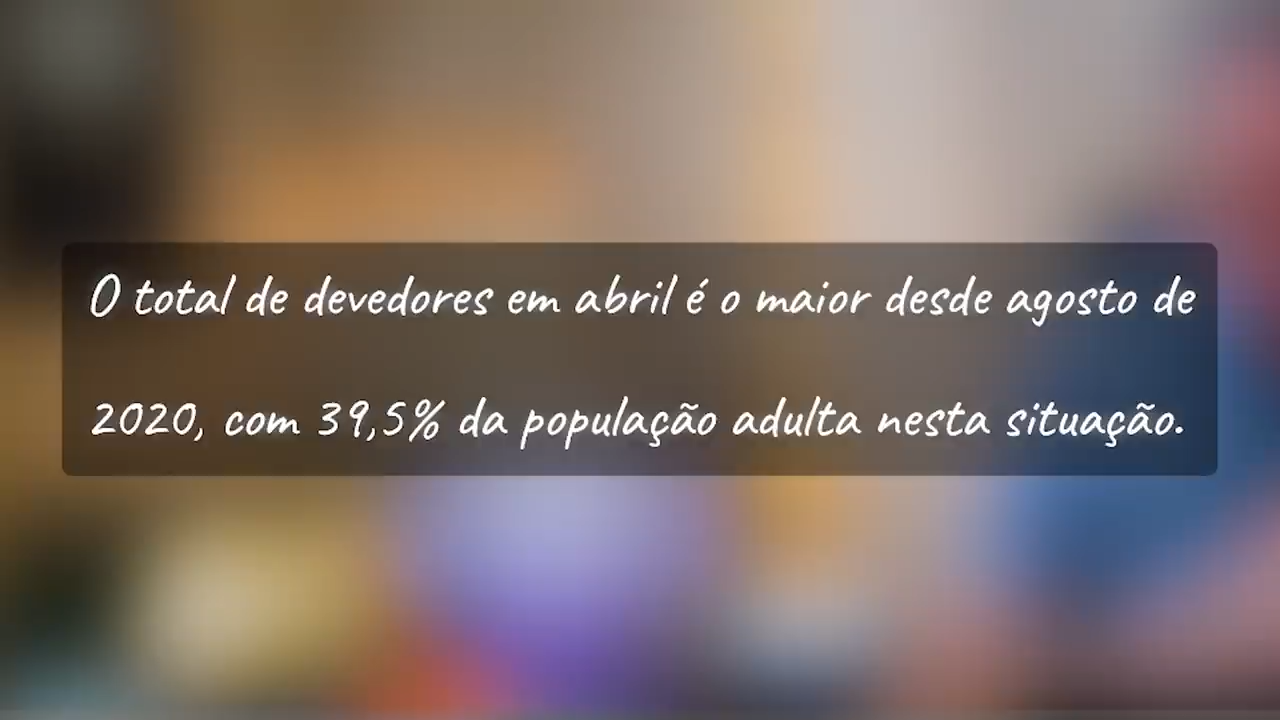 O total de devedores em abril é o maior desde agosto de
2020, com 39,5% da população adulta nesta situação.